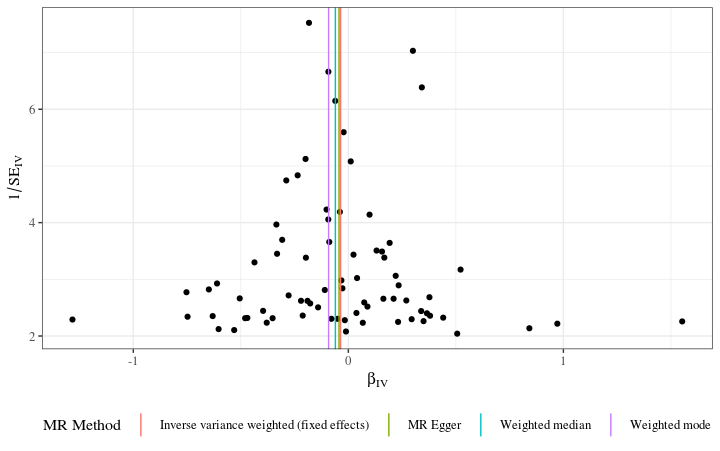 6
4
2
1/SE_IV
-1
0
1
β_IV
MR Method
Inverse variance weighted (fixed effects)
MR Egger
Weighted median
Weighted mode